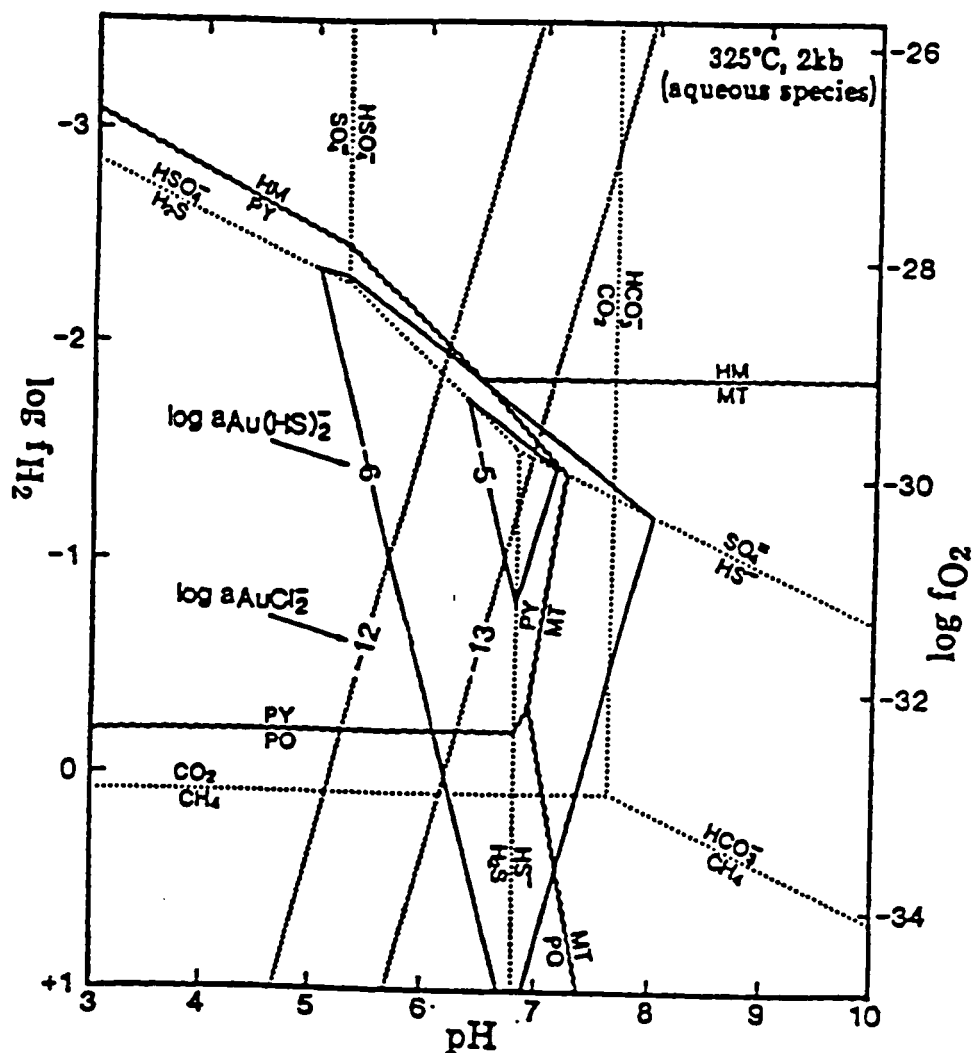 325°C, 2kb
(aqueous species)
-26
-28
-30
-32
-34
log fO₂
-3
-2
-1
0
+1
log fH₂
3
4
5
6
7
8
9
10
pH
HSO₄⁻
SO₄⁼
HSO₄⁻
H₂S
HM
PY
HCO₃⁻
CO₂
HM
MT
log aAu(HS)₂⁻
-6
-5
SO₄⁼
HS⁻
PY
MT
log aAuCl₂⁻
-12
-13
PY
PO
CO₂
CH₄
HS⁻
H₂S
HCO₃⁻
CH₄
MT
PO